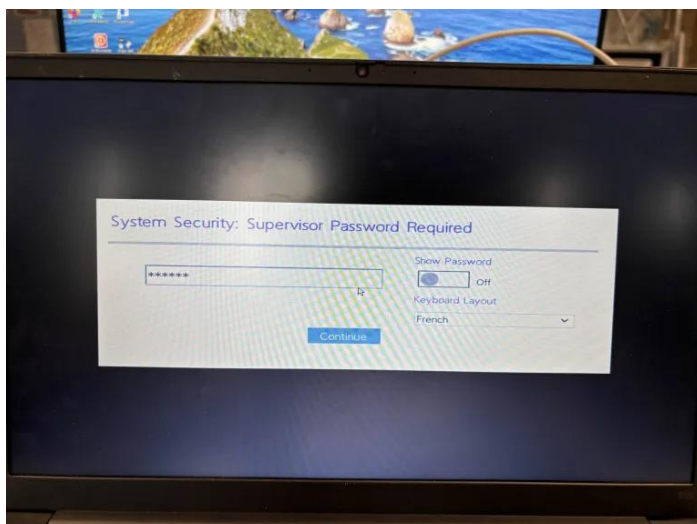 System Security: Supervisor Password Required
Show Password
******
Off
Keyboard Layout
French
Continue